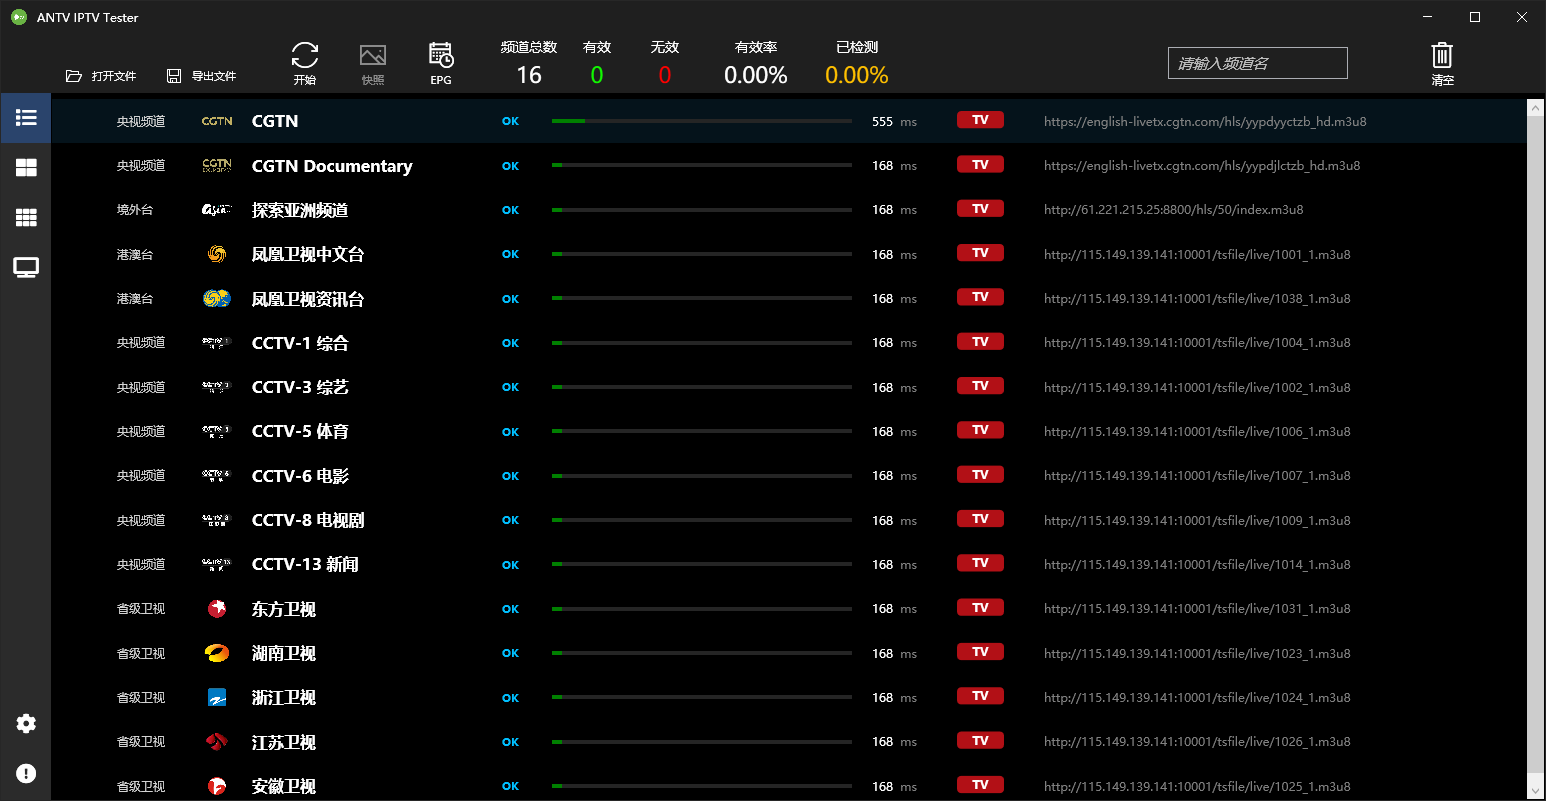 ANTV IPTV Tester
打开文件 导出文件 开始 快照 EPG
频道总数 有效 无效 有效率 已检测
16 0 0 0.00% 0.00%
请输入频道名
清空
央视频道 CGTN CGTN OK 555 ms TV https://english-livetx.cgtn.com/hls/yypdyyctzb_hd.m3u8
央视频道 CGTN CGTN Documentary OK 168 ms TV https://english-livetx.cgtn.com/hls/yypdjlctzb_hd.m3u8
境外台 探索亚洲频道 OK 168 ms TV http://61.221.215.25:8800/hls/50/index.m3u8
港澳台 凤凰卫视中文台 OK 168 ms TV http://115.149.139.141:10001/tsfile/live/1001_1.m3u8
港澳台 凤凰卫视资讯台 OK 168 ms TV http://115.149.139.141:10001/tsfile/live/1038_1.m3u8
央视频道 CCTV-1 综合 OK 168 ms TV http://115.149.139.141:10001/tsfile/live/1004_1.m3u8
央视频道 CCTV-3 综艺 OK 168 ms TV http://115.149.139.141:10001/tsfile/live/1002_1.m3u8
央视频道 CCTV-5 体育 OK 168 ms TV http://115.149.139.141:10001/tsfile/live/1006_1.m3u8
央视频道 CCTV-6 电影 OK 168 ms TV http://115.149.139.141:10001/tsfile/live/1007_1.m3u8
央视频道 CCTV-8 电视剧 OK 168 ms TV http://115.149.139.141:10001/tsfile/live/1009_1.m3u8
央视频道 CCTV-13 新闻 OK 168 ms TV http://115.149.139.141:10001/tsfile/live/1014_1.m3u8
省级卫视 东方卫视 OK 168 ms TV http://115.149.139.141:10001/tsfile/live/1031_1.m3u8
省级卫视 湖南卫视 OK 168 ms TV http://115.149.139.141:10001/tsfile/live/1023_1.m3u8
省级卫视 浙江卫视 OK 168 ms TV http://115.149.139.141:10001/tsfile/live/1024_1.m3u8
省级卫视 江苏卫视 OK 168 ms TV http://115.149.139.141:10001/tsfile/live/1026_1.m3u8
省级卫视 安徽卫视 OK 168 ms TV http://115.149.139.141:10001/tsfile/live/1025_1.m3u8